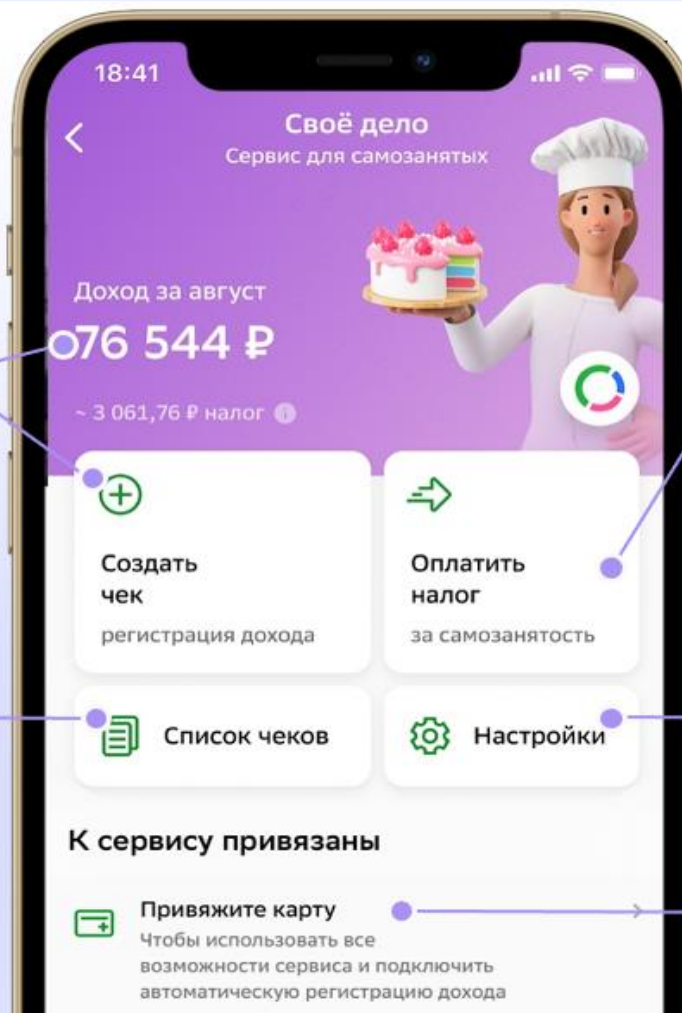 18:41
Своё дело
Сервис для самозанятых
Доход за август
76 544 ₽
~ 3 061,76 ₽ налог
Создать
чек
регистрация дохода
Оплатить
налог
за самозанятость
Список чеков
Настройки
К сервису привязаны
Привяжите карту
Чтобы использовать все
возможности сервиса и подключить
автоматическую регистрацию дохода